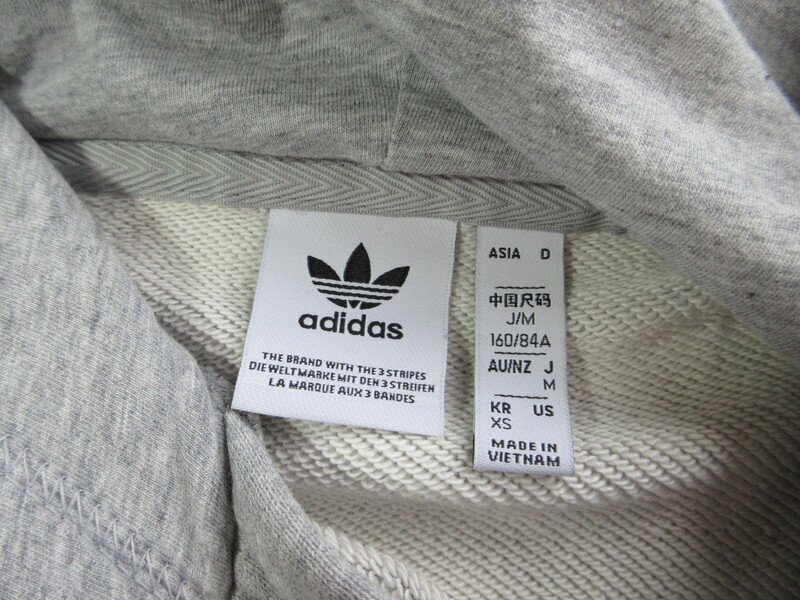 adidas
THE BRAND WITH THE 3 STRIPES
DIE WELTMARKE MIT DEN 3 STREIFEN
LA MARQUE AUX 3 BANDES
ASIA D
中国尺码
J/M
160/84A
AU/NZ J
M
KR US
XS
MADE IN
VIETNAM